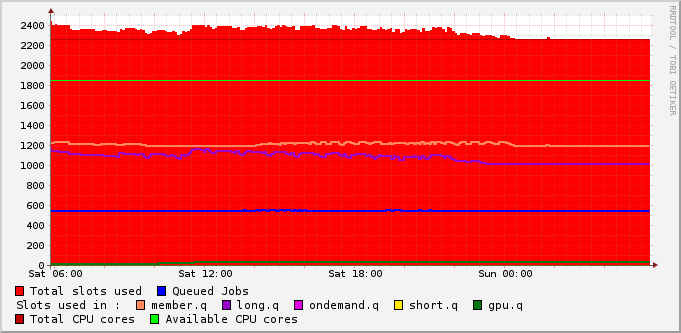 2400
2200
2000
1800
1600
1400
1200
1000
800
600
400
200
0
Sat 06:00 Sat 12:00 Sat 18:00 Sun 00:00
Total slots used Queued Jobs
Slots used in : member.q long.q ondemand.q short.q gpu.q
Total CPU cores Available CPU cores
RRDTOOL / TOBI OETIKER